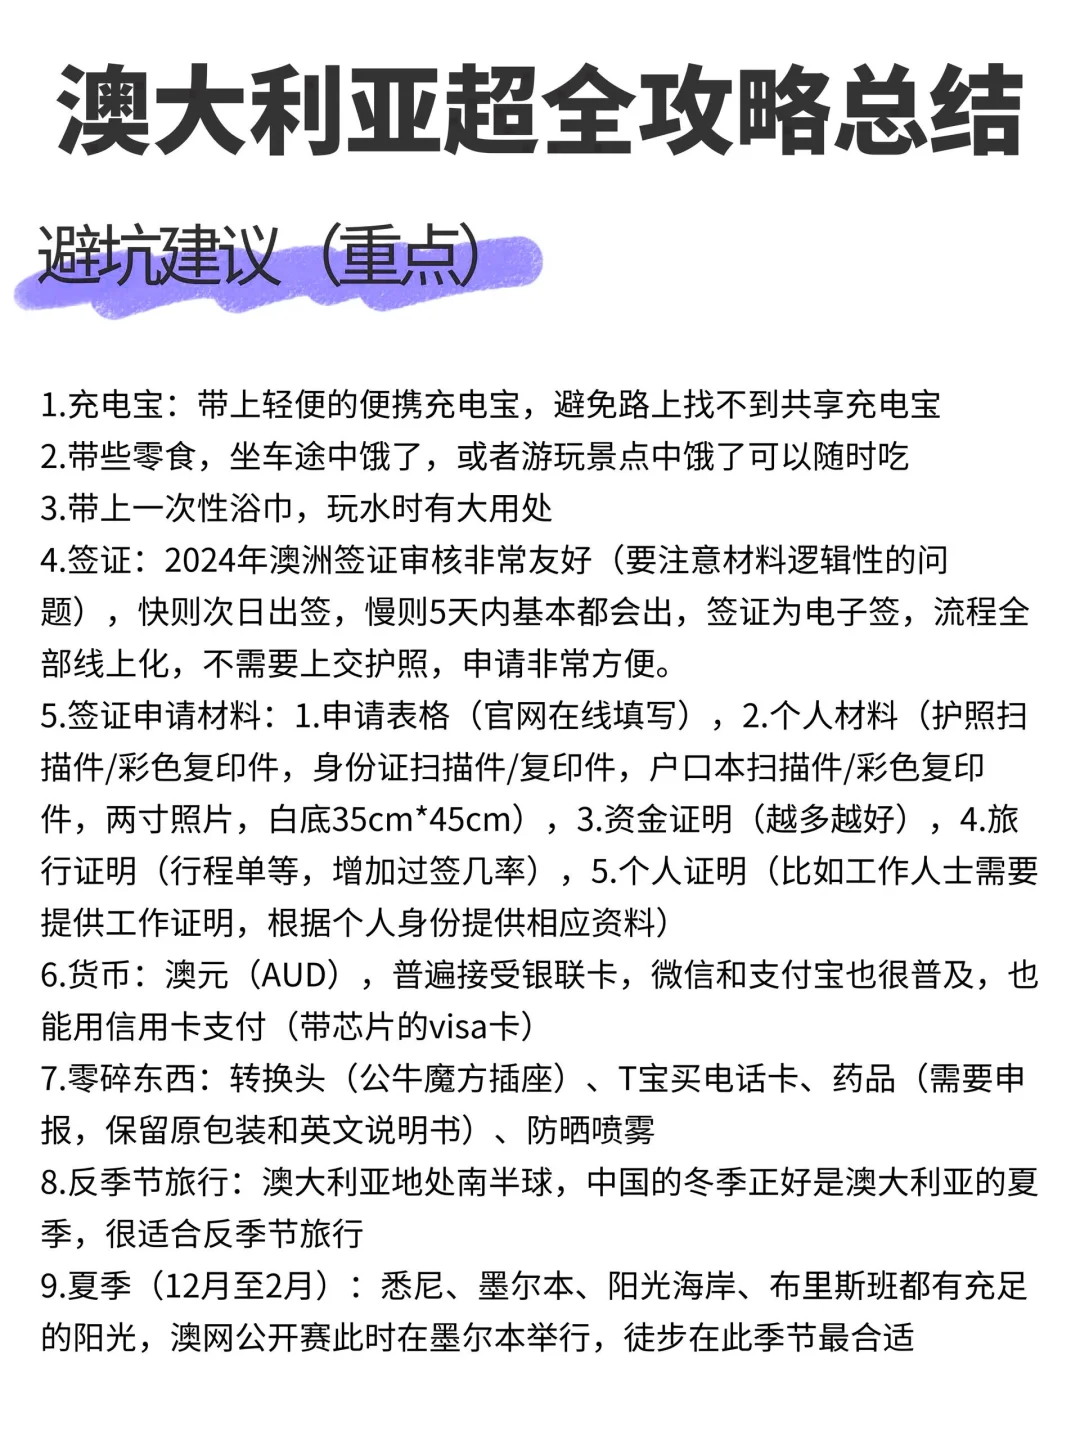 澳大利亚超全攻略总结
避坑建议（重点）
1.充电宝：带上轻便的便携充电宝，避免路上找不到共享充电宝
2.带些零食，坐车途中饿了，或者游玩景点中饿了可以随时吃
3.带上一次性浴巾，玩水时有大用处
4.签证：2024年澳洲签证审核非常友好（要注意材料逻辑性的问
题），快则次日出签，慢则5天内基本都会出，签证为电子签，流程全
部线上化，不需要上交护照，申请非常方便。
5.签证申请材料：1.申请表格（官网在线填写），2.个人材料（护照扫
描件/彩色复印件，身份证扫描件/复印件，户口本扫描件/彩色复印
件，两寸照片，白底35cm*45cm），3.资金证明（越多越好），4.旅
行证明（行程单等，增加过签几率），5.个人证明（比如工作人士需要
提供工作证明，根据个人身份提供相应资料）
6.货币：澳元（AUD），普遍接受银联卡，微信和支付宝也很普及，也
能用信用卡支付（带芯片的visa卡）
7.零碎东西：转换头（公牛魔方插座）、T宝买电话卡、药品（需要申
报，保留原包装和英文说明书）、防晒喷雾
8.反季节旅行：澳大利亚地处南半球，中国的冬季正好是澳大利亚的夏
季，很适合反季节旅行
9.夏季（12月至2月）：悉尼、墨尔本、阳光海岸、布里斯班都有充足
的阳光，澳网公开赛此时在墨尔本举行，徒步在此季节最合适